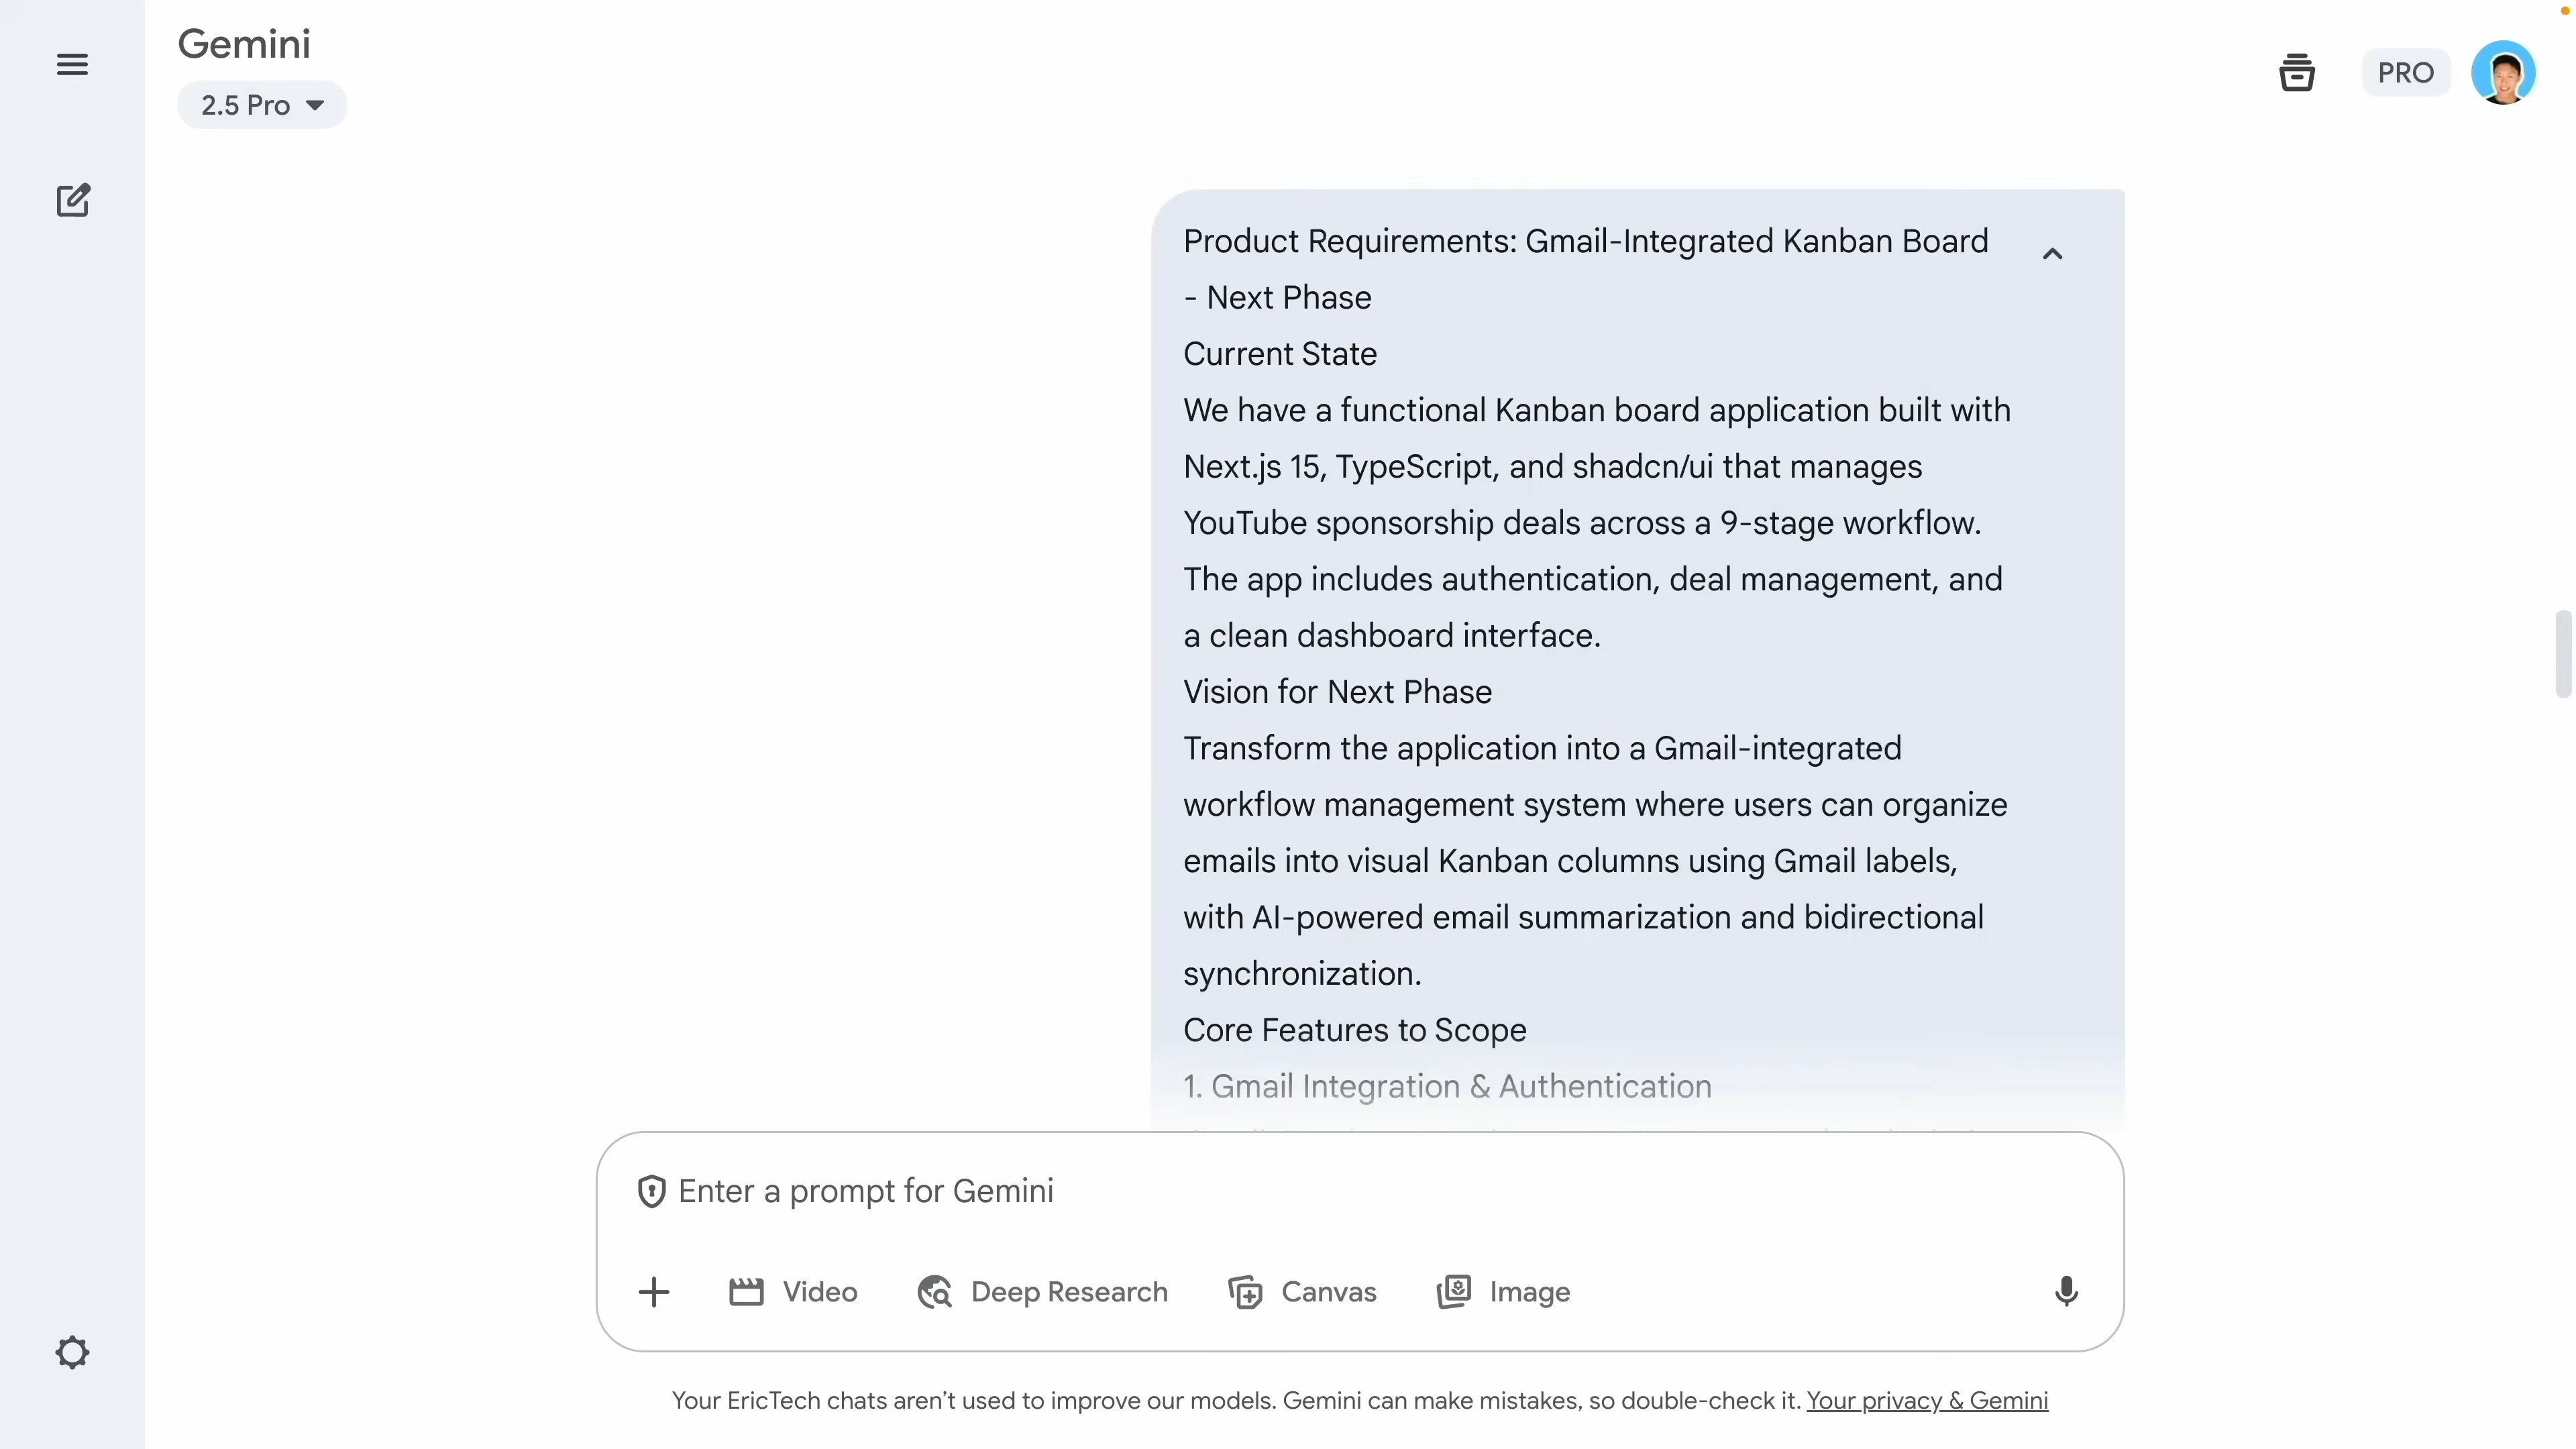 Gemini
2.5 Pro
PRO
Product Requirements: Gmail-Integrated Kanban Board
- Next Phase
Current State
We have a functional Kanban board application built with
Next.js 15, TypeScript, and shadcn/ui that manages
YouTube sponsorship deals across a 9-stage workflow.
The app includes authentication, deal management, and
a clean dashboard interface.
Vision for Next Phase
Transform the application into a Gmail-integrated
workflow management system where users can organize
emails into visual Kanban columns using Gmail labels,
with AI-powered email summarization and bidirectional
synchronization.
Core Features to Scope
1. Gmail Integration & Authentication
Enter a prompt for Gemini
Video
Deep Research
Canvas
Image
Your EricTech chats aren’t used to improve our models. Gemini can make mistakes, so double-check it. Your privacy & Gemini